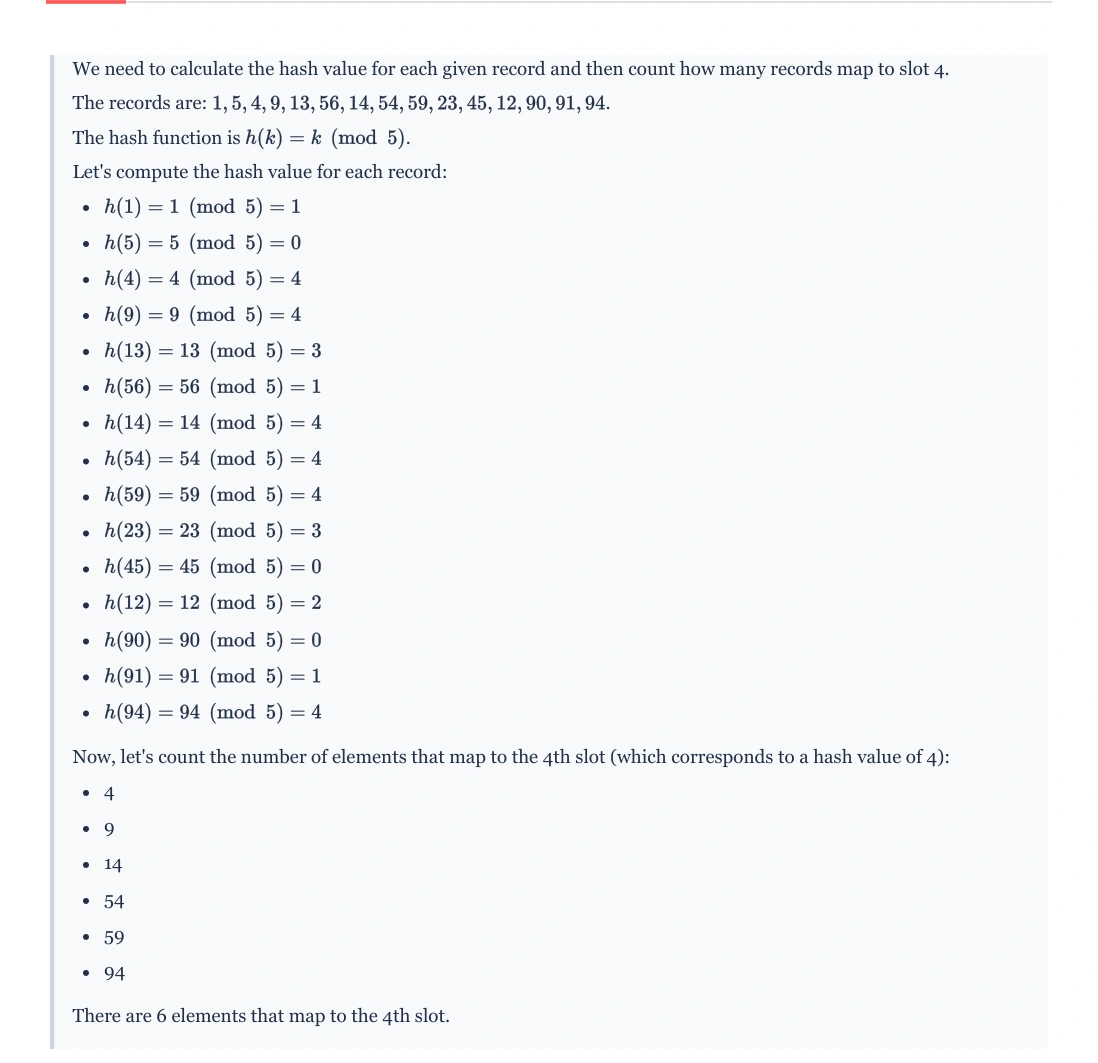 We need to calculate the hash value for each given record and then count how many records map to slot 4.
The records are: 1, 5, 4, 9, 13, 56, 14, 54, 59, 23, 45, 12, 90, 91, 94.
The hash function is h(k) = k (mod 5).
Let's compute the hash value for each record:
• h(1) = 1 (mod 5) = 1
• h(5) = 5 (mod 5) = 0
• h(4) = 4 (mod 5) = 4
• h(9) = 9 (mod 5) = 4
• h(13) = 13 (mod 5) = 3
• h(56) = 56 (mod 5) = 1
• h(14) = 14 (mod 5) = 4
• h(54) = 54 (mod 5) = 4
• h(59) = 59 (mod 5) = 4
• h(23) = 23 (mod 5) = 3
• h(45) = 45 (mod 5) = 0
• h(12) = 12 (mod 5) = 2
• h(90) = 90 (mod 5) = 0
• h(91) = 91 (mod 5) = 1
• h(94) = 94 (mod 5) = 4
Now, let's count the number of elements that map to the 4th slot (which corresponds to a hash value of 4):
• 4
• 9
• 14
• 54
• 59
• 94
There are 6 elements that map to the 4th slot.